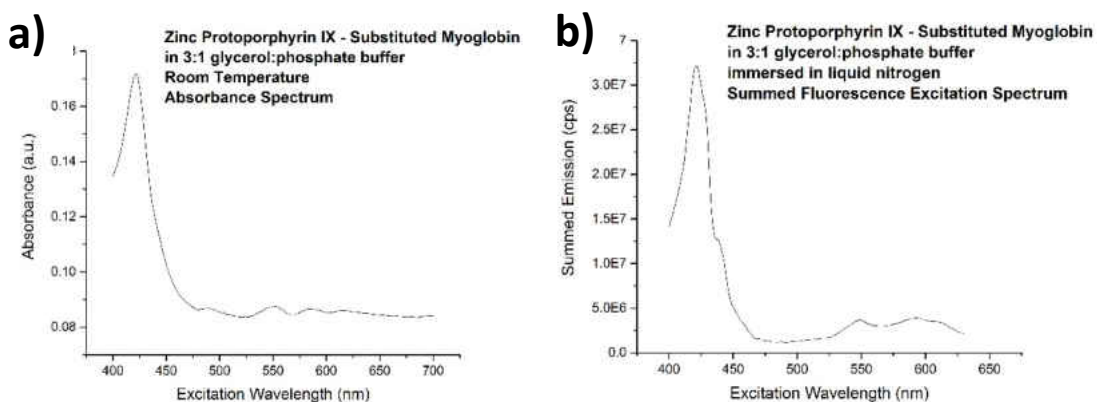 a)
Zinc Protoporphyrin IX - Substituted Myoglobin
in 3:1 glycerol:phosphate buffer
Room Temperature
Absorbance Spectrum
Absorbance (a.u.)
0.16
0.14
0.12
0.10
0.08
400 450 500 550 600 650 700
Excitation Wavelength (nm)
b)
Zinc Protoporphyrin IX - Substituted Myoglobin
in 3:1 glycerol:phosphate buffer
immersed in liquid nitrogen
Summed Fluorescence Excitation Spectrum
Summed Emission (cps)
7
3.0E7
2.5E7
3.0E7
1.5E7
1.5E7
5.0E6
0.0
400 450 500 550 600 650
Excitation Wavelength (nm)